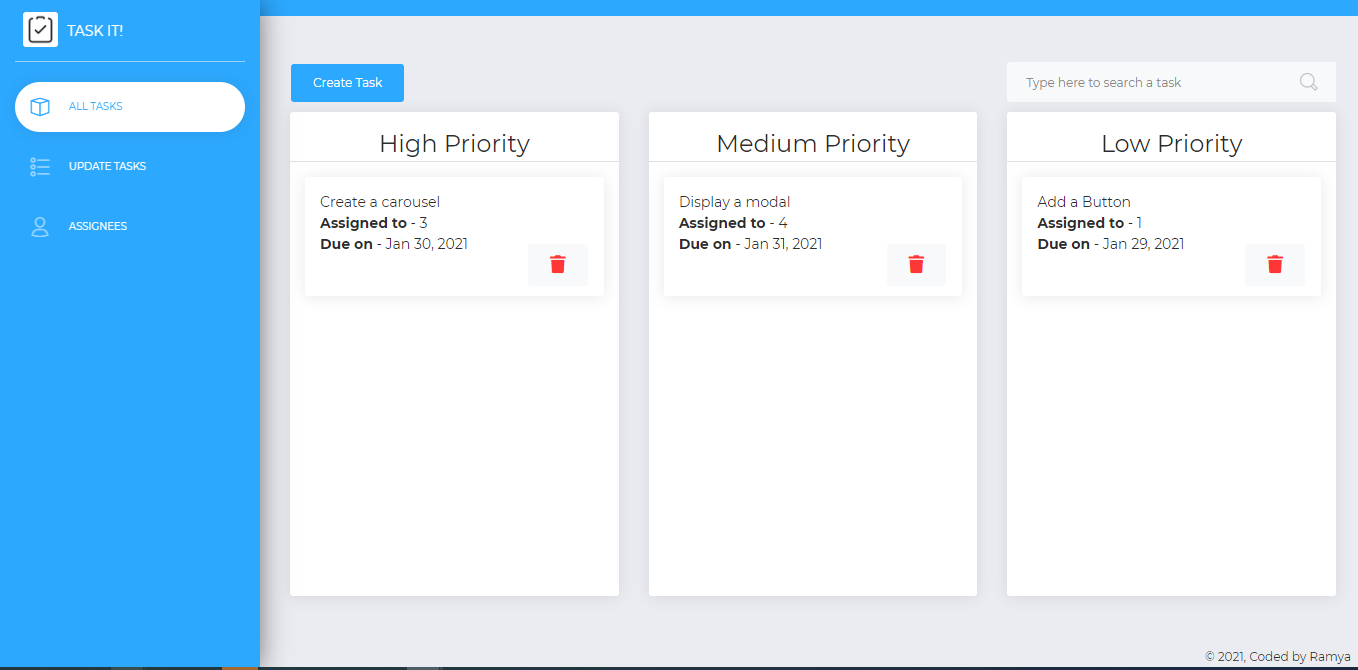 TASK IT!
ALL TASKS
UPDATE TASKS
ASSIGNEES
Create Task
Type here to search a task
High Priority
Create a carousel
Assigned to - 3
Due on - Jan 30, 2021
Medium Priority
Display a modal
Assigned to - 4
Due on - Jan 31, 2021
Low Priority
Add a Button
Assigned to - 1
Due on - Jan 29, 2021
© 2021, Coded by Ramya